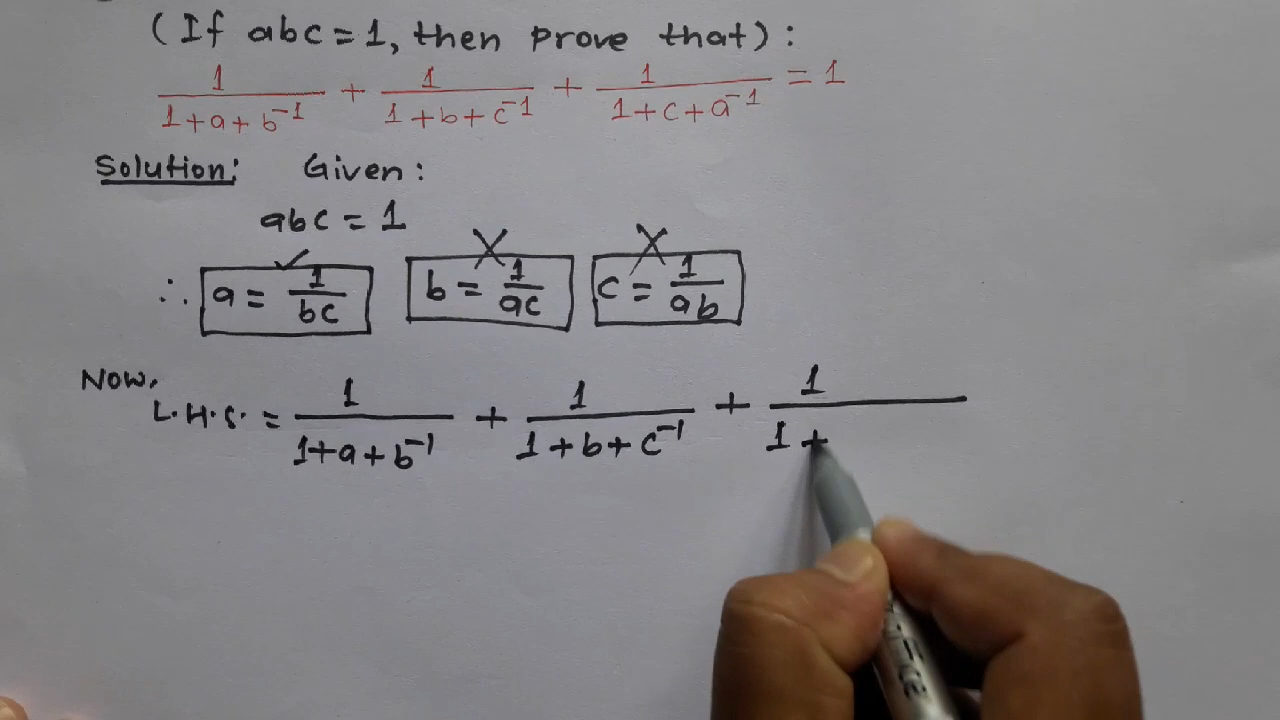 (If abc = 1, then prove that) :
1/(1+a+b⁻¹) + 1/(1+b+c⁻¹) + 1/(1+c+a⁻¹) = 1
Solution: Given :
abc = 1
∴ a = 1/bc b = 1/ac c = 1/ab
Now,
L.H.S. = 1/(1+a+b⁻¹) + 1/(1+b+c⁻¹) + 1/(1+